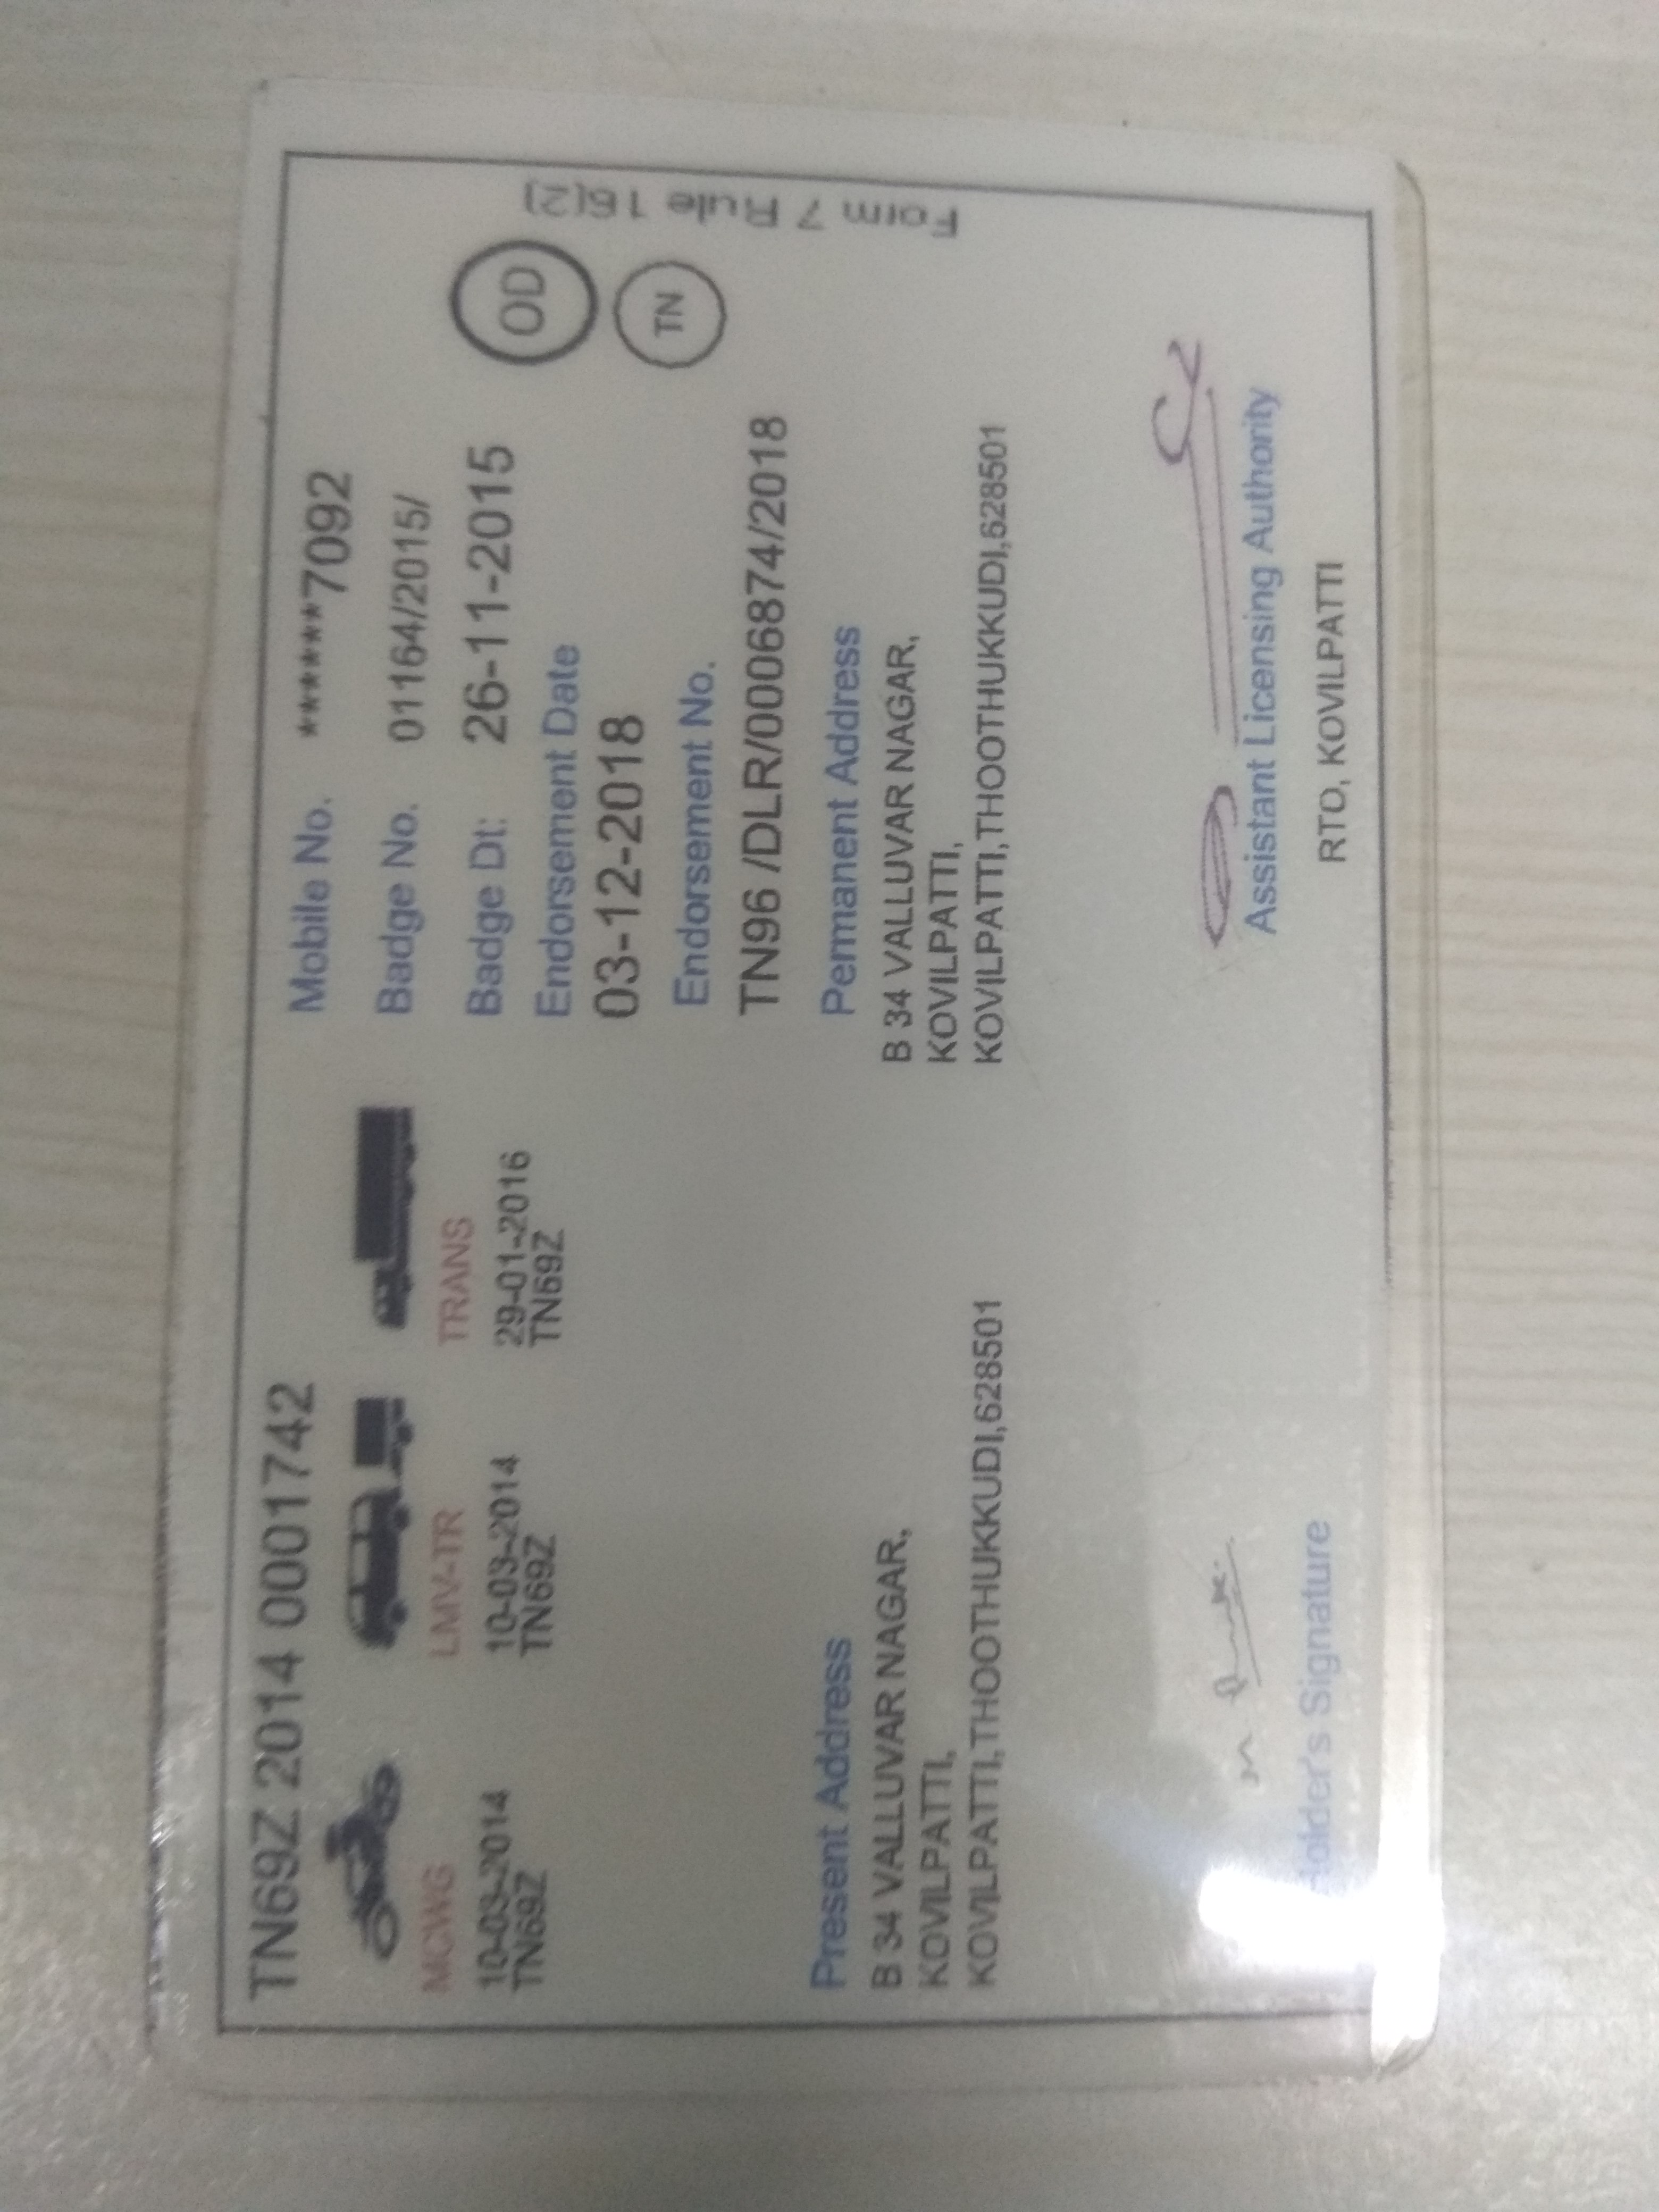 TN69Z 2014 0001742
MCWG
10-03-2014
TN69Z
LMV-TR
10-03-2014
TN69Z
TRANS
29-01-2016
TN69Z
Mobile No. ******7092
Badge No. 01164/2015/
Badge Dt: 26-11-2015
Endorsement Date
03-12-2018
Endorsement No.
TN96 /DLR/0006874/2018
OD
TN
Form 7 Rule 16(2)
Present Address
B 34 VALLUVAR NAGAR,
KOVILPATTI,
KOVILPATTI,THOOTHUKKUDI,628501
Permanent Address
B 34 VALLUVAR NAGAR,
KOVILPATTI,
KOVILPATTI,THOOTHUKKUDI,628501
Holder's Signature
Assistant Licensing Authority
RTO, KOVILPATTI